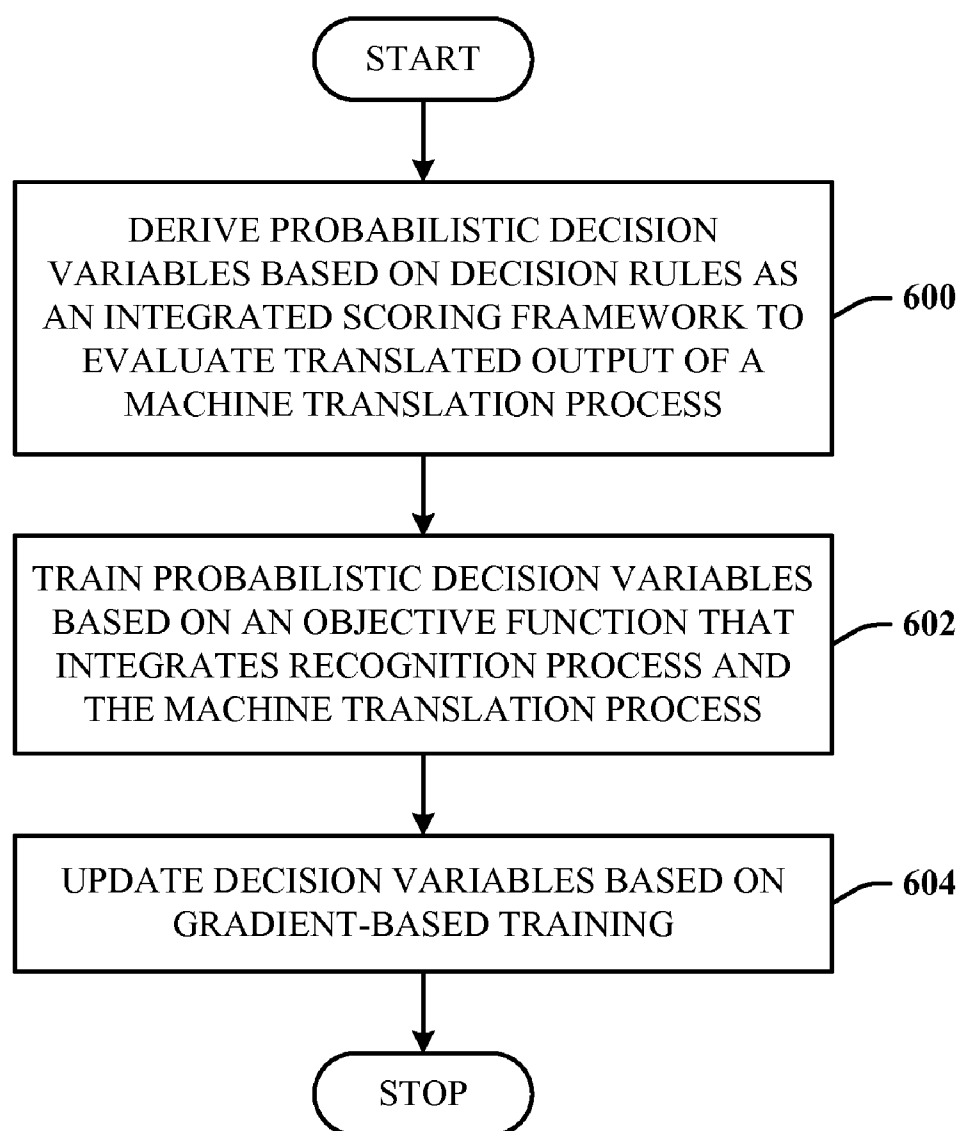 START
DERIVE PROBABILISTIC DECISION
VARIABLES BASED ON DECISION RULES AS
AN INTEGRATED SCORING FRAMEWORK TO
EVALUATE TRANSLATED OUTPUT OF A
MACHINE TRANSLATION PROCESS
600
TRAIN PROBABILISTIC DECISION VARIABLES
BASED ON AN OBJECTIVE FUNCTION THAT
INTEGRATES RECOGNITION PROCESS AND
THE MACHINE TRANSLATION PROCESS
602
UPDATE DECISION VARIABLES BASED ON
GRADIENT-BASED TRAINING
604
STOP